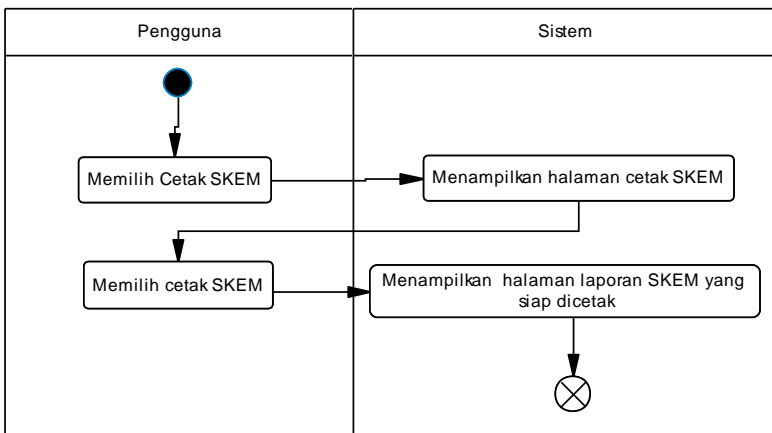 Pengguna
Sistem
Memilih Cetak SKEM
Menampilkan halaman cetak SKEM
Memilih cetak SKEM
Menampilkan halaman laporan SKEM yang
siap dicetak